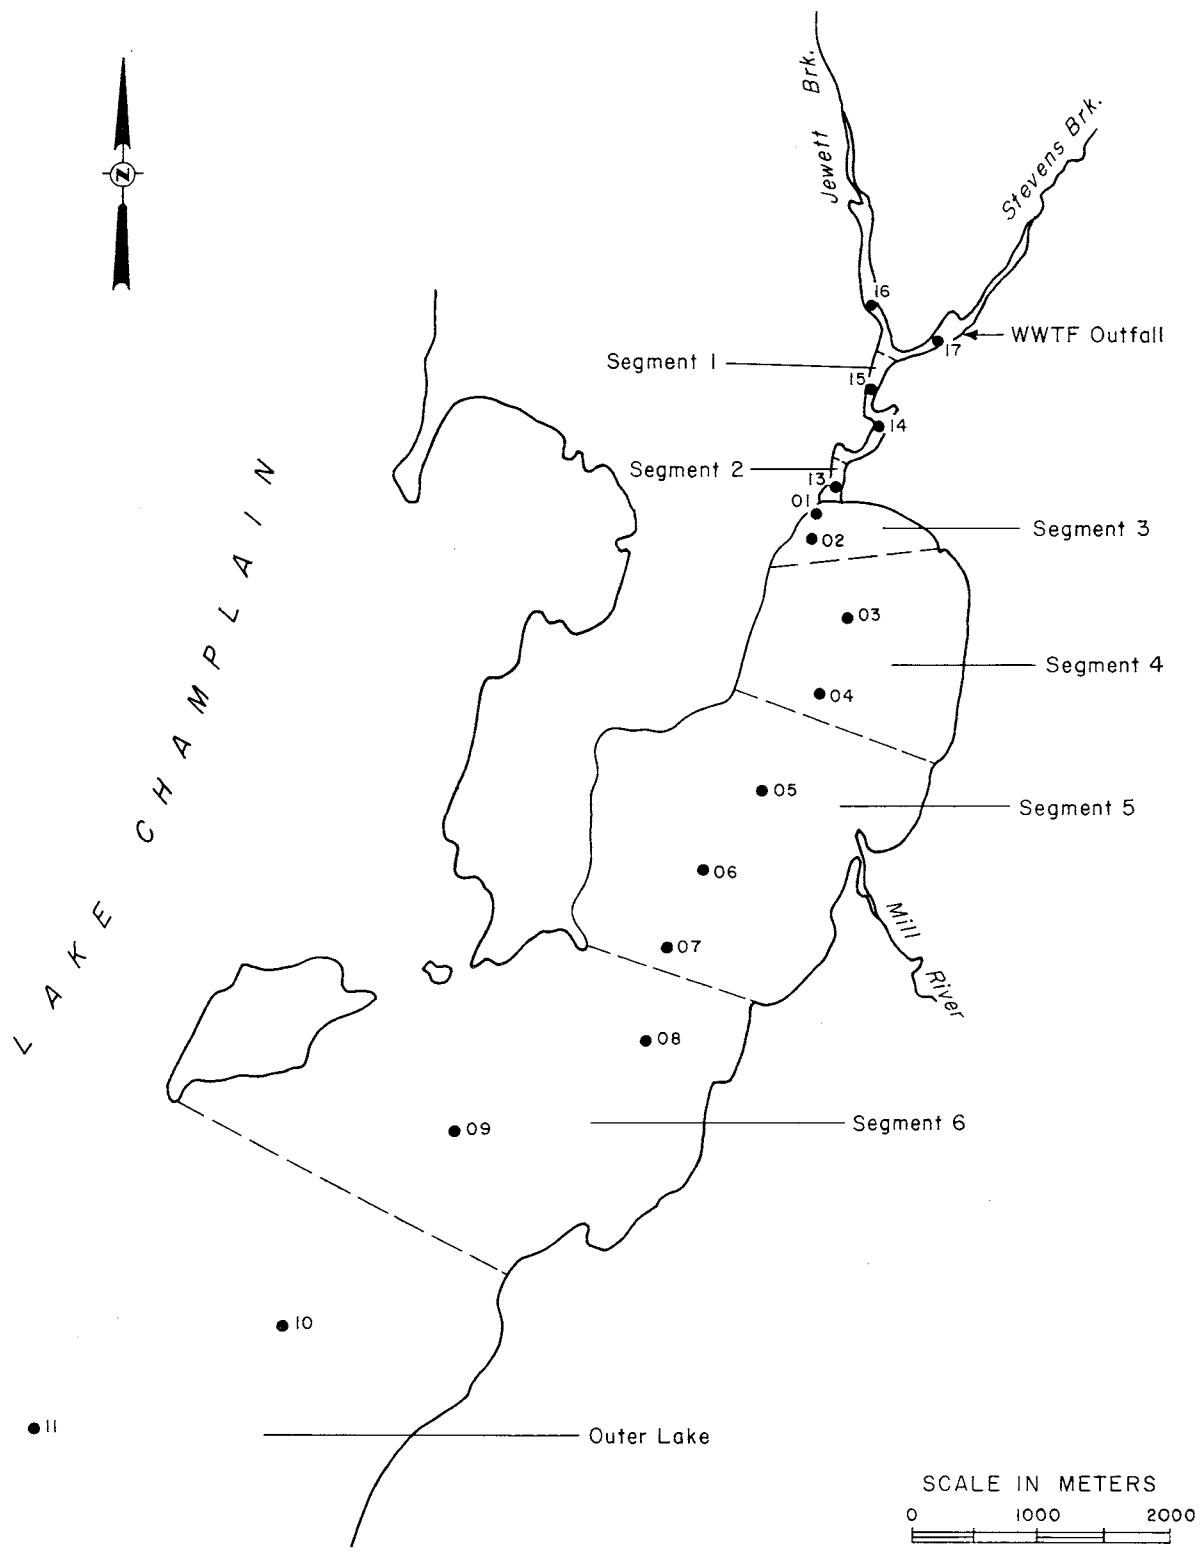 Jewett Brk.
Stevens Brk.
N
16
17
WWTF Outfall
Segment 1
15
14
Segment 2
13
01
02
Segment 3
03
Segment 4
04
05
Segment 5
06
Mill River
07
LAKE CHAMPLAIN
08
09
Segment 6
10
11
Outer Lake
SCALE IN METERS
0 1000 2000